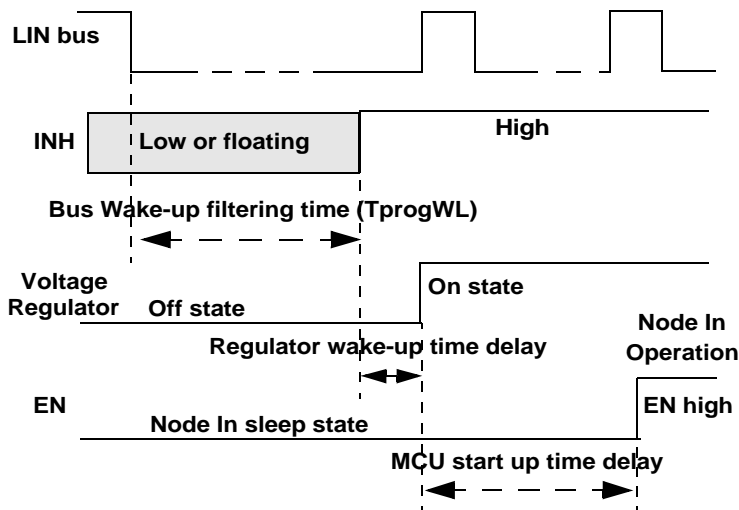 LIN bus
INH
Low or floating
High
Bus Wake-up filtering time (TprogWL)
Voltage
Regulator
Off state
On state
Regulator wake-up time delay
Node In
Operation
EN
Node In sleep state
EN high
MCU start up time delay